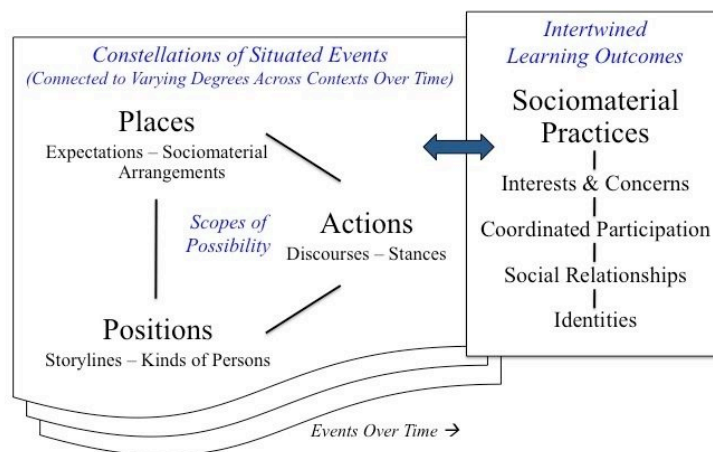 Constellations of Situated Events
(Connected to Varying Degrees Across Contexts Over Time)
Places
Expectations – Sociomaterial
Arrangements
Scopes of
Possibility
Actions
Discourses – Stances
Positions
Storylines – Kinds of Persons
Events Over Time →
Intertwined
Learning Outcomes
Sociomaterial
Practices
Interests & Concerns
Coordinated Participation
Social Relationships
Identities